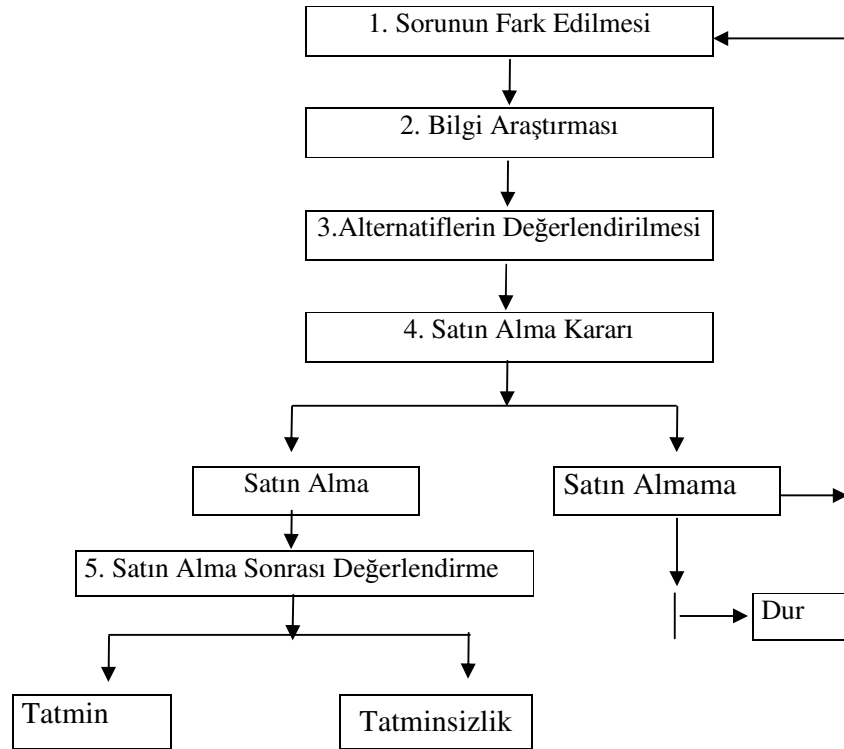 1. Sorunun Fark Edilmesi
2. Bilgi Araştırması
3.Alternatiflerin Değerlendirilmesi
4. Satın Alma Kararı
Satın Alma
Satın Almama
5. Satın Alma Sonrası Değerlendirme
Dur
Tatmin
Tatminsizlik